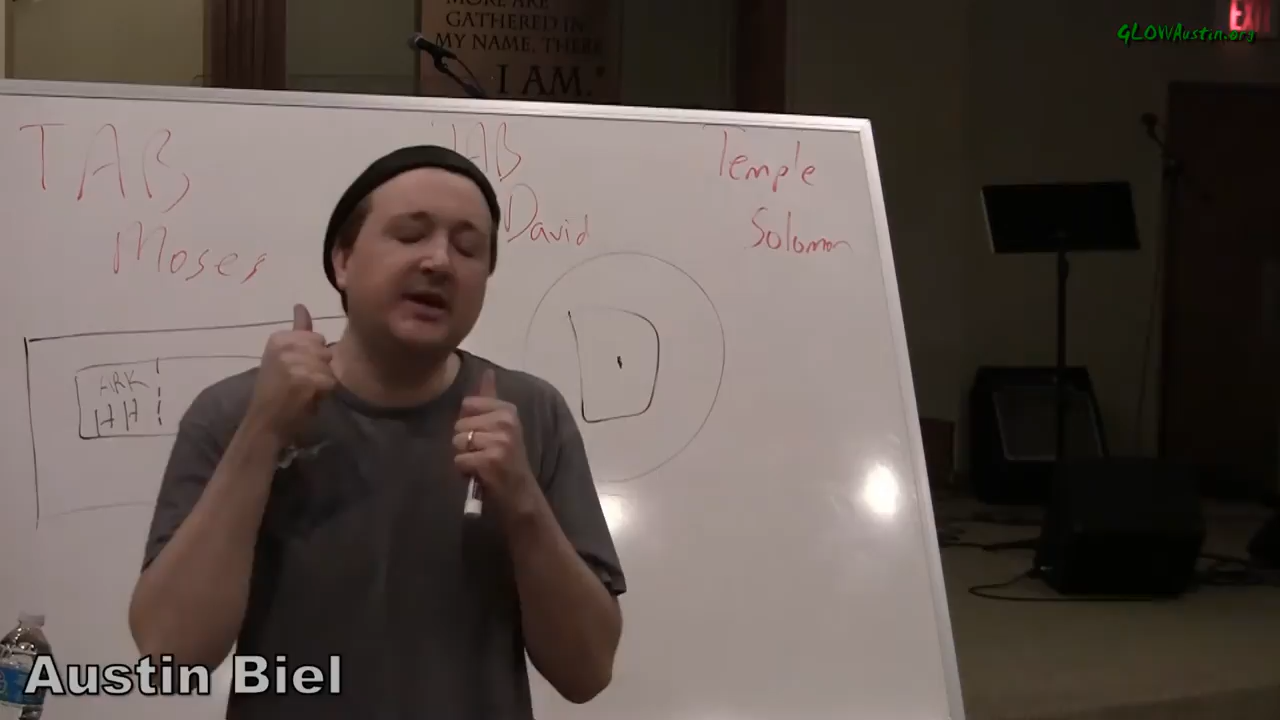 MORE ARE
GATHERED IN
MY NAME, THERE
I AM."
GLOWAustin.org
EXIT
TAB
Moses
TAB
David
Temple
Solomon
ARK
Austin Biel